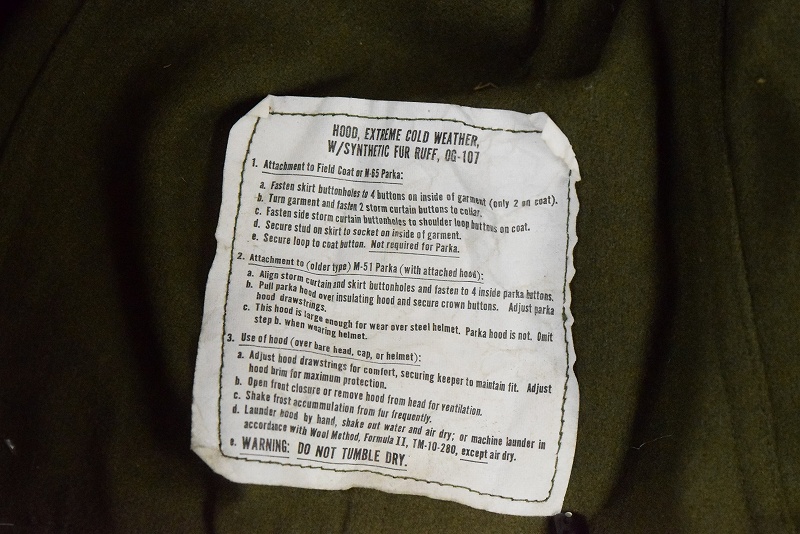 HOOD, EXTREME COLD WEATHER,
W/SYNTHETIC FUR RUFF, OG-107
1. Attachment to Field Coat or M-65 Parka:
a. Fasten skirt buttonholes to 4 buttons on inside of garment (only 2 on coat).
b. Turn garment and fasten 2 storm curtain buttons to collar.
c. Fasten side storm curtain buttonholes to shoulder loop buttons on coat.
d. Secure stud on skirt to socket on inside of garment.
e. Secure loop to coat button. Not required for Parka.
2. Attachment to (older type) M-51 Parka (with attached hood):
a. Align storm curtain and skirt buttonholes and fasten to 4 inside parka buttons.
b. Pull parka hood over insulating hood and secure crown buttons. Adjust parka
hood drawstrings.
c. This hood is large enough for wear over steel helmet. Parka hood is not. Omit
step b. when wearing helmet.
3. Use of hood (over bare head, cap, or helmet):
a. Adjust hood drawstrings for comfort, securing keeper to maintain fit. Adjust
hood brim for maximum protection.
b. Open front closure or remove hood from head for ventilation.
c. Shake frost accummulation from fur frequently.
d. Launder hood by hand, shake out water and air dry; or machine launder in
accordance with Wool Method, Formula II, TM-10-280, except air dry.
e. WARNING: DO NOT TUMBLE DRY.